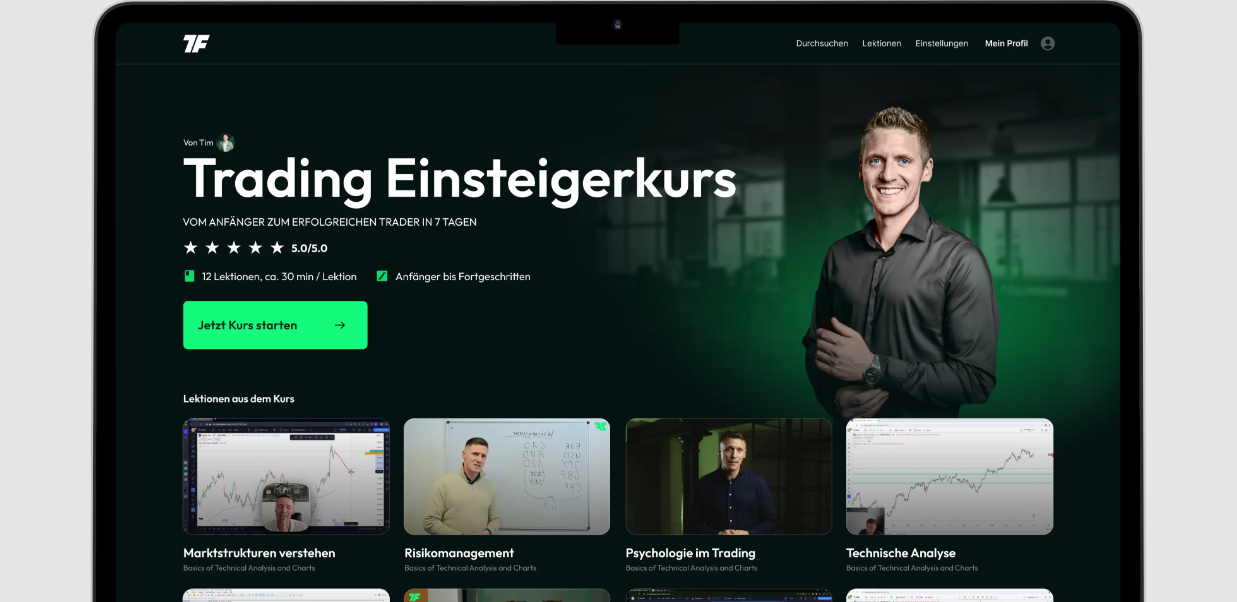 TF
Durchsuchen Lektionen Einstellungen Mein Profil
Von Tim
Trading Einsteigerkurs
VOM ANFÄNGER ZUM ERFOLGREICHEN TRADER IN 7 TAGEN
5.0/5.0
12 Lektionen, ca. 30 min / Lektion Anfänger bis Fortgeschritten
Jetzt Kurs starten
Lektionen aus dem Kurs
Marktstrukturen verstehen
Basics of Technical Analysis and Charts
Risikomanagement
Basics of Technical Analysis and Charts
Psychologie im Trading
Basics of Technical Analysis and Charts
Technische Analyse
Basics of Technical Analysis and Charts